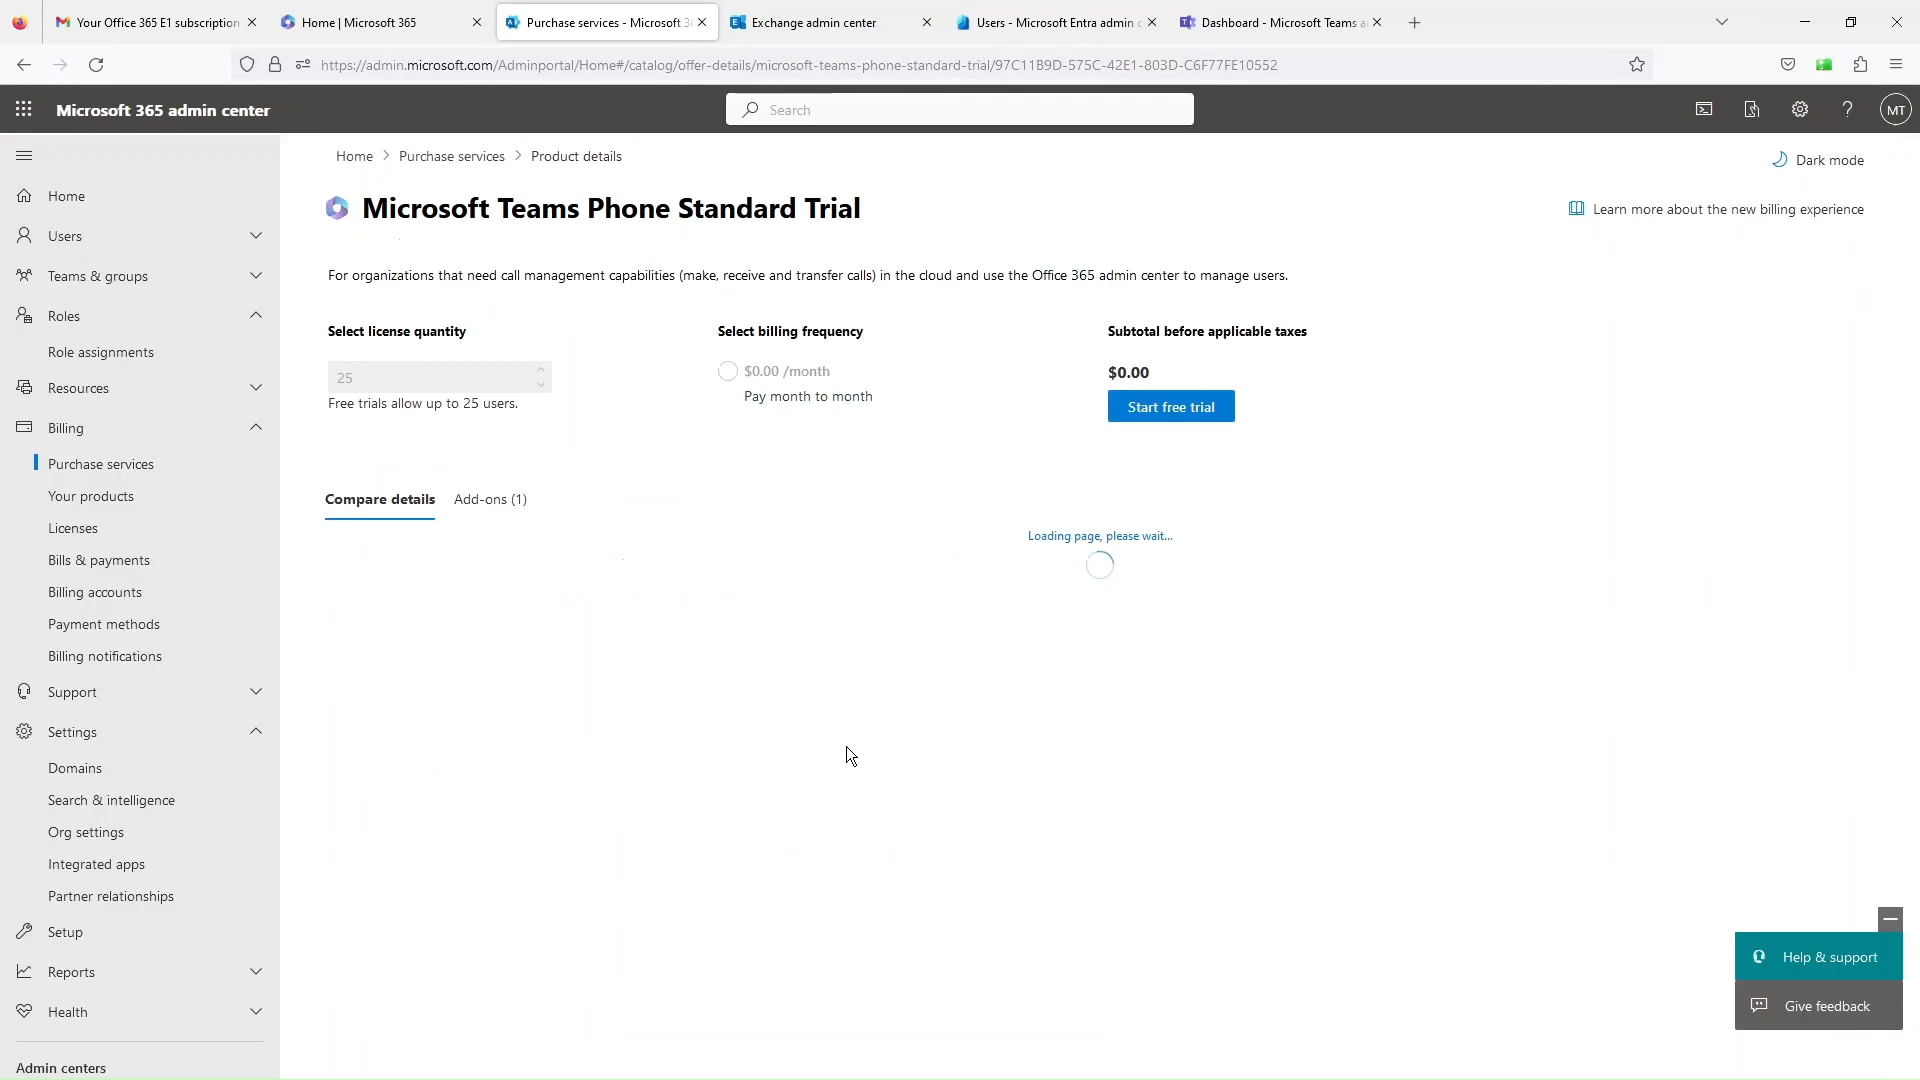 Your Office 365 E1 subscription
Home | Microsoft 365
Purchase services - Microsoft 3
Exchange admin center
Users - Microsoft Entra admin c
Dashboard - Microsoft Teams a
https://admin.microsoft.com/Adminportal/Home#/catalog/offer-details/microsoft-teams-phone-standard-trial/97C11B9D-575C-42E1-803D-C6F77FE10552
Microsoft 365 admin center
Search
MT
Home
Users
Teams & groups
Roles
Role assignments
Resources
Billing
Purchase services
Your products
Licenses
Bills & payments
Billing accounts
Payment methods
Billing notifications
Support
Settings
Domains
Search & intelligence
Org settings
Integrated apps
Partner relationships
Setup
Reports
Health
Admin centers
Home > Purchase services > Product details
Dark mode
Microsoft Teams Phone Standard Trial
Learn more about the new billing experience
For organizations that need call management capabilities (make, receive and transfer calls) in the cloud and use the Office 365 admin center to manage users.
Select license quantity
25
Free trials allow up to 25 users.
Select billing frequency
$0.00 /month
Pay month to month
Subtotal before applicable taxes
$0.00
Start free trial
Compare details
Add-ons (1)
Loading page, please wait...
Help & support
Give feedback